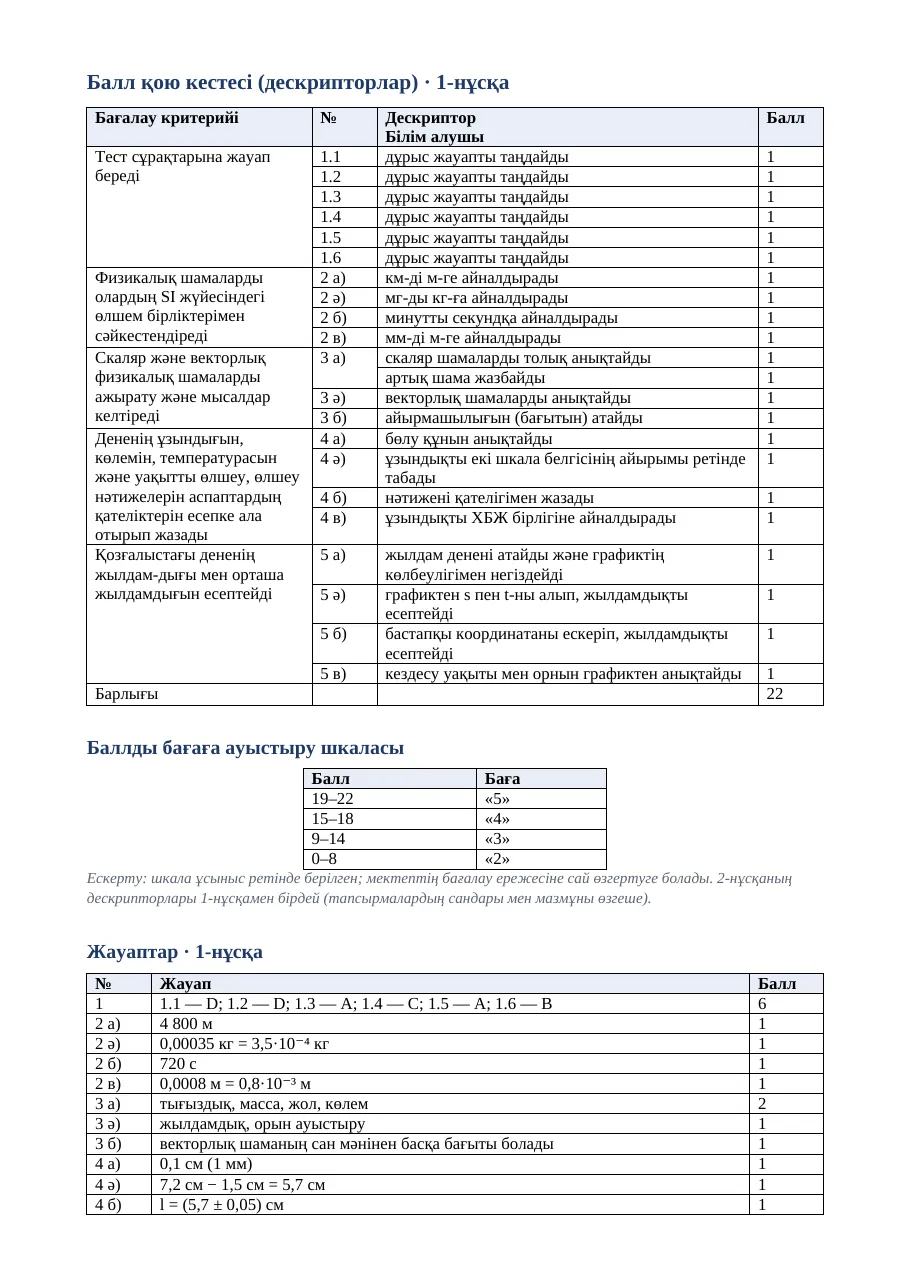 Балл қою кестесі (дескрипторлар) · 1-нұсқа
Бағалау критерийі № Дескриптор Балл
Білім алушы
Тест сұрақтарына жауап 1.1 дұрыс жауапты таңдайды 1
береді 1.2 дұрыс жауапты таңдайды 1
1.3 дұрыс жауапты таңдайды 1
1.4 дұрыс жауапты таңдайды 1
1.5 дұрыс жауапты таңдайды 1
1.6 дұрыс жауапты таңдайды 1
Физикалық шамаларды 2 а) км-ді м-ге айналдырады 1
олардың SI жүйесіндегі 2 ә) мг-ды кг-ға айналдырады 1
өлшем бірліктерімен 2 б) минутты секундқа айналдырады 1
сәйкестендіреді 2 в) мм-ді м-ге айналдырады 1
Скаляр және векторлық 3 а) скаляр шамаларды толық анықтайды 1
физикалық шамаларды артық шама жазбайды 1
ажырату және мысалдар 3 ә) векторлық шамаларды анықтайды 1
келтіреді 3 б) айырмашылығын (бағытын) атайды 1
Дененің ұзындығын, 4 а) бөлу құнын анықтайды 1
көлемін, температурасын 4 ә) ұзындықты екі шкала белгісінің айырымы ретінде 1
және уақытты өлшеу, өлшеу табады
нәтижелерін аспаптардың 4 б) нәтижені қателігімен жазады 1
қателіктерін есепке ала 4 в) ұзындықты ХБЖ бірлігіне айналдырады 1
отырып жазады
Қозғалыстағы дененің 5 а) жылдам денені атайды және графиктің 1
жылдам-дығы мен орташа көлбеулігімен негіздейді
жылдамдығын есептейді 5 ә) графиктен s пен t-ны алып, жылдамдықты 1
есептейді
5 б) бастапқы координатаны ескеріп, жылдамдықты 1
есептейді
5 в) кездесу уақыты мен орнын графиктен анықтайды 1
Барлығы 22
Баллды бағаға ауыстыру шкаласы
Балл Баға
19–22 «5»
15–18 «4»
9–14 «3»
0–8 «2»
Ескерту: шкала ұсыныс ретінде берілген; мектептің бағалау ережесіне сай өзгертуге болады. 2-нұсқаның
дескрипторлары 1-нұсқамен бірдей (тапсырмалардың сандары мен мазмұны өзгеше).
Жауаптар · 1-нұсқа
№ Жауап Балл
1 1.1 — D; 1.2 — D; 1.3 — A; 1.4 — C; 1.5 — A; 1.6 — B 6
2 а) 4 800 м 1
2 ә) 0,00035 кг = 3,5·10⁻⁴ кг 1
2 б) 720 с 1
2 в) 0,0008 м = 0,8·10⁻³ м 1
3 а) тығыздық, масса, жол, көлем 2
3 ә) жылдамдық, орын ауыстыру 1
3 б) векторлық шаманың сан мәнінен басқа бағыты болады 1
4 а) 0,1 см (1 мм) 1
4 ә) 7,2 см − 1,5 см = 5,7 см 1
4 б) l = (5,7 ± 0,05) см 1